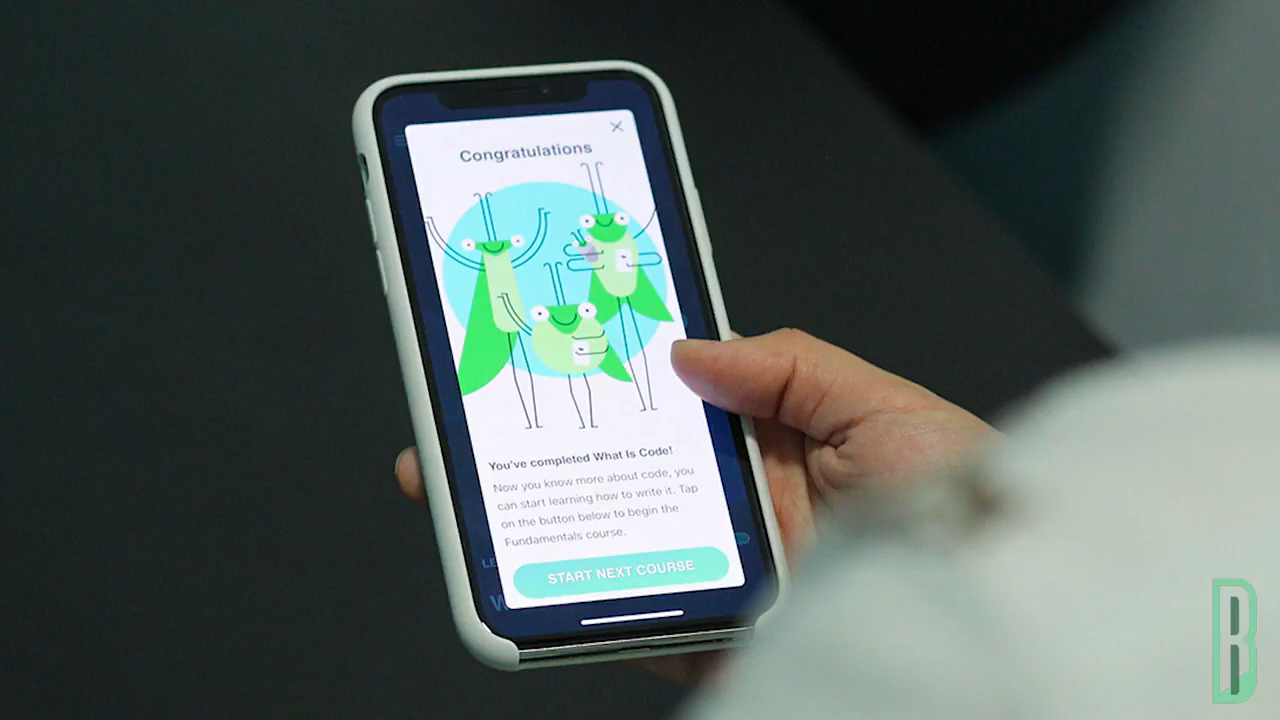 Congratulations
You've completed What Is Code!
Now you know more about code, you
can start learning how to write it. Tap
on the button below to begin the
Fundamentals course.
START NEXT COURSE